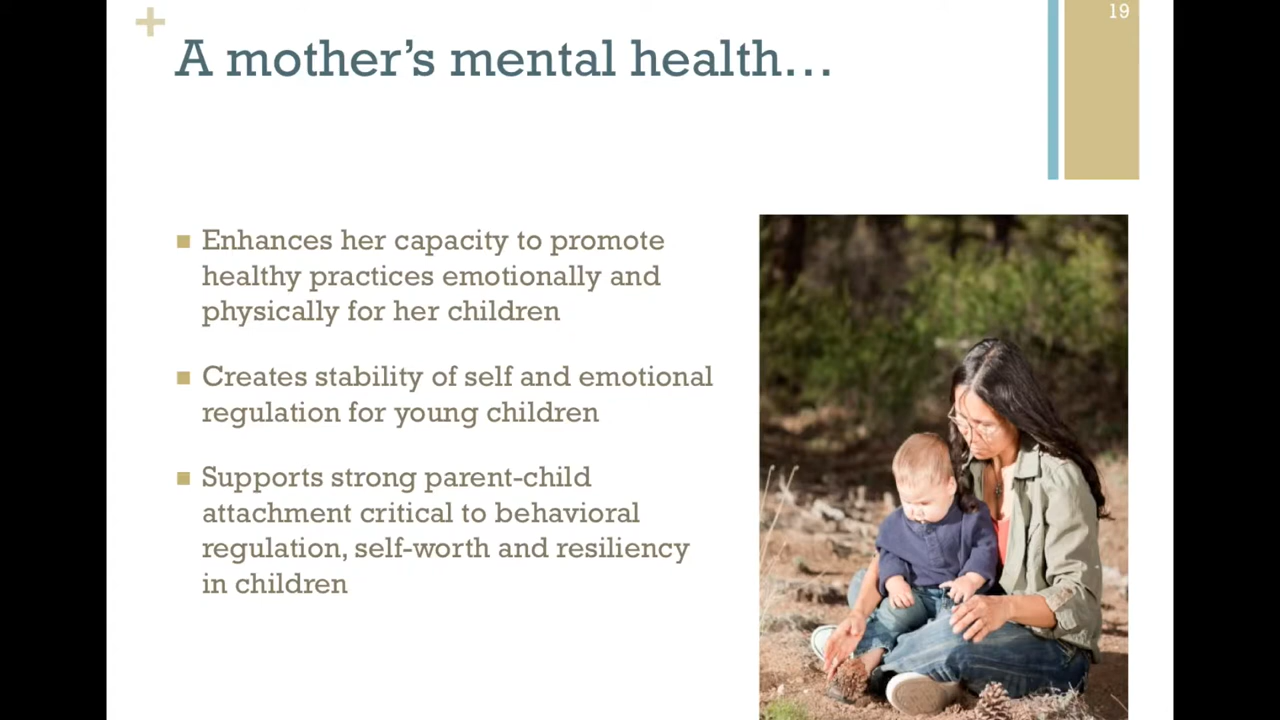 19
+
A mother’s mental health…
■ Enhances her capacity to promote
healthy practices emotionally and
physically for her children
■ Creates stability of self and emotional
regulation for young children
■ Supports strong parent-child
attachment critical to behavioral
regulation, self-worth and resiliency
in children